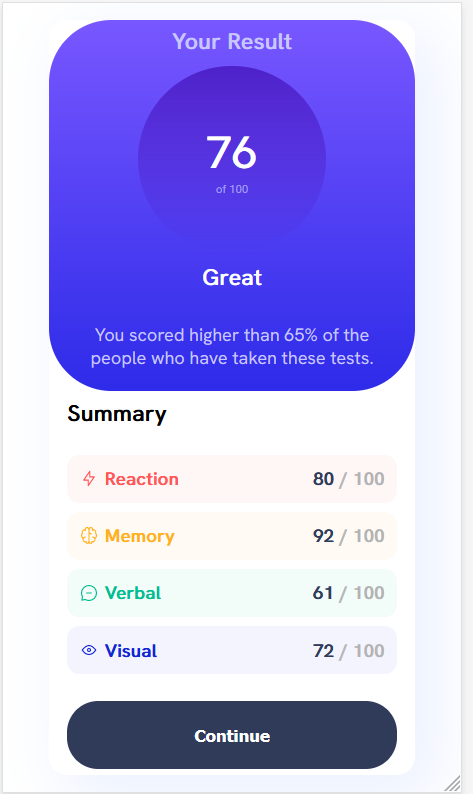 Your Result
76
of 100
Great
You scored higher than 65% of the
people who have taken these tests.
Summary
Reaction 80 / 100
Memory 92 / 100
Verbal 61 / 100
Visual 72 / 100
Continue